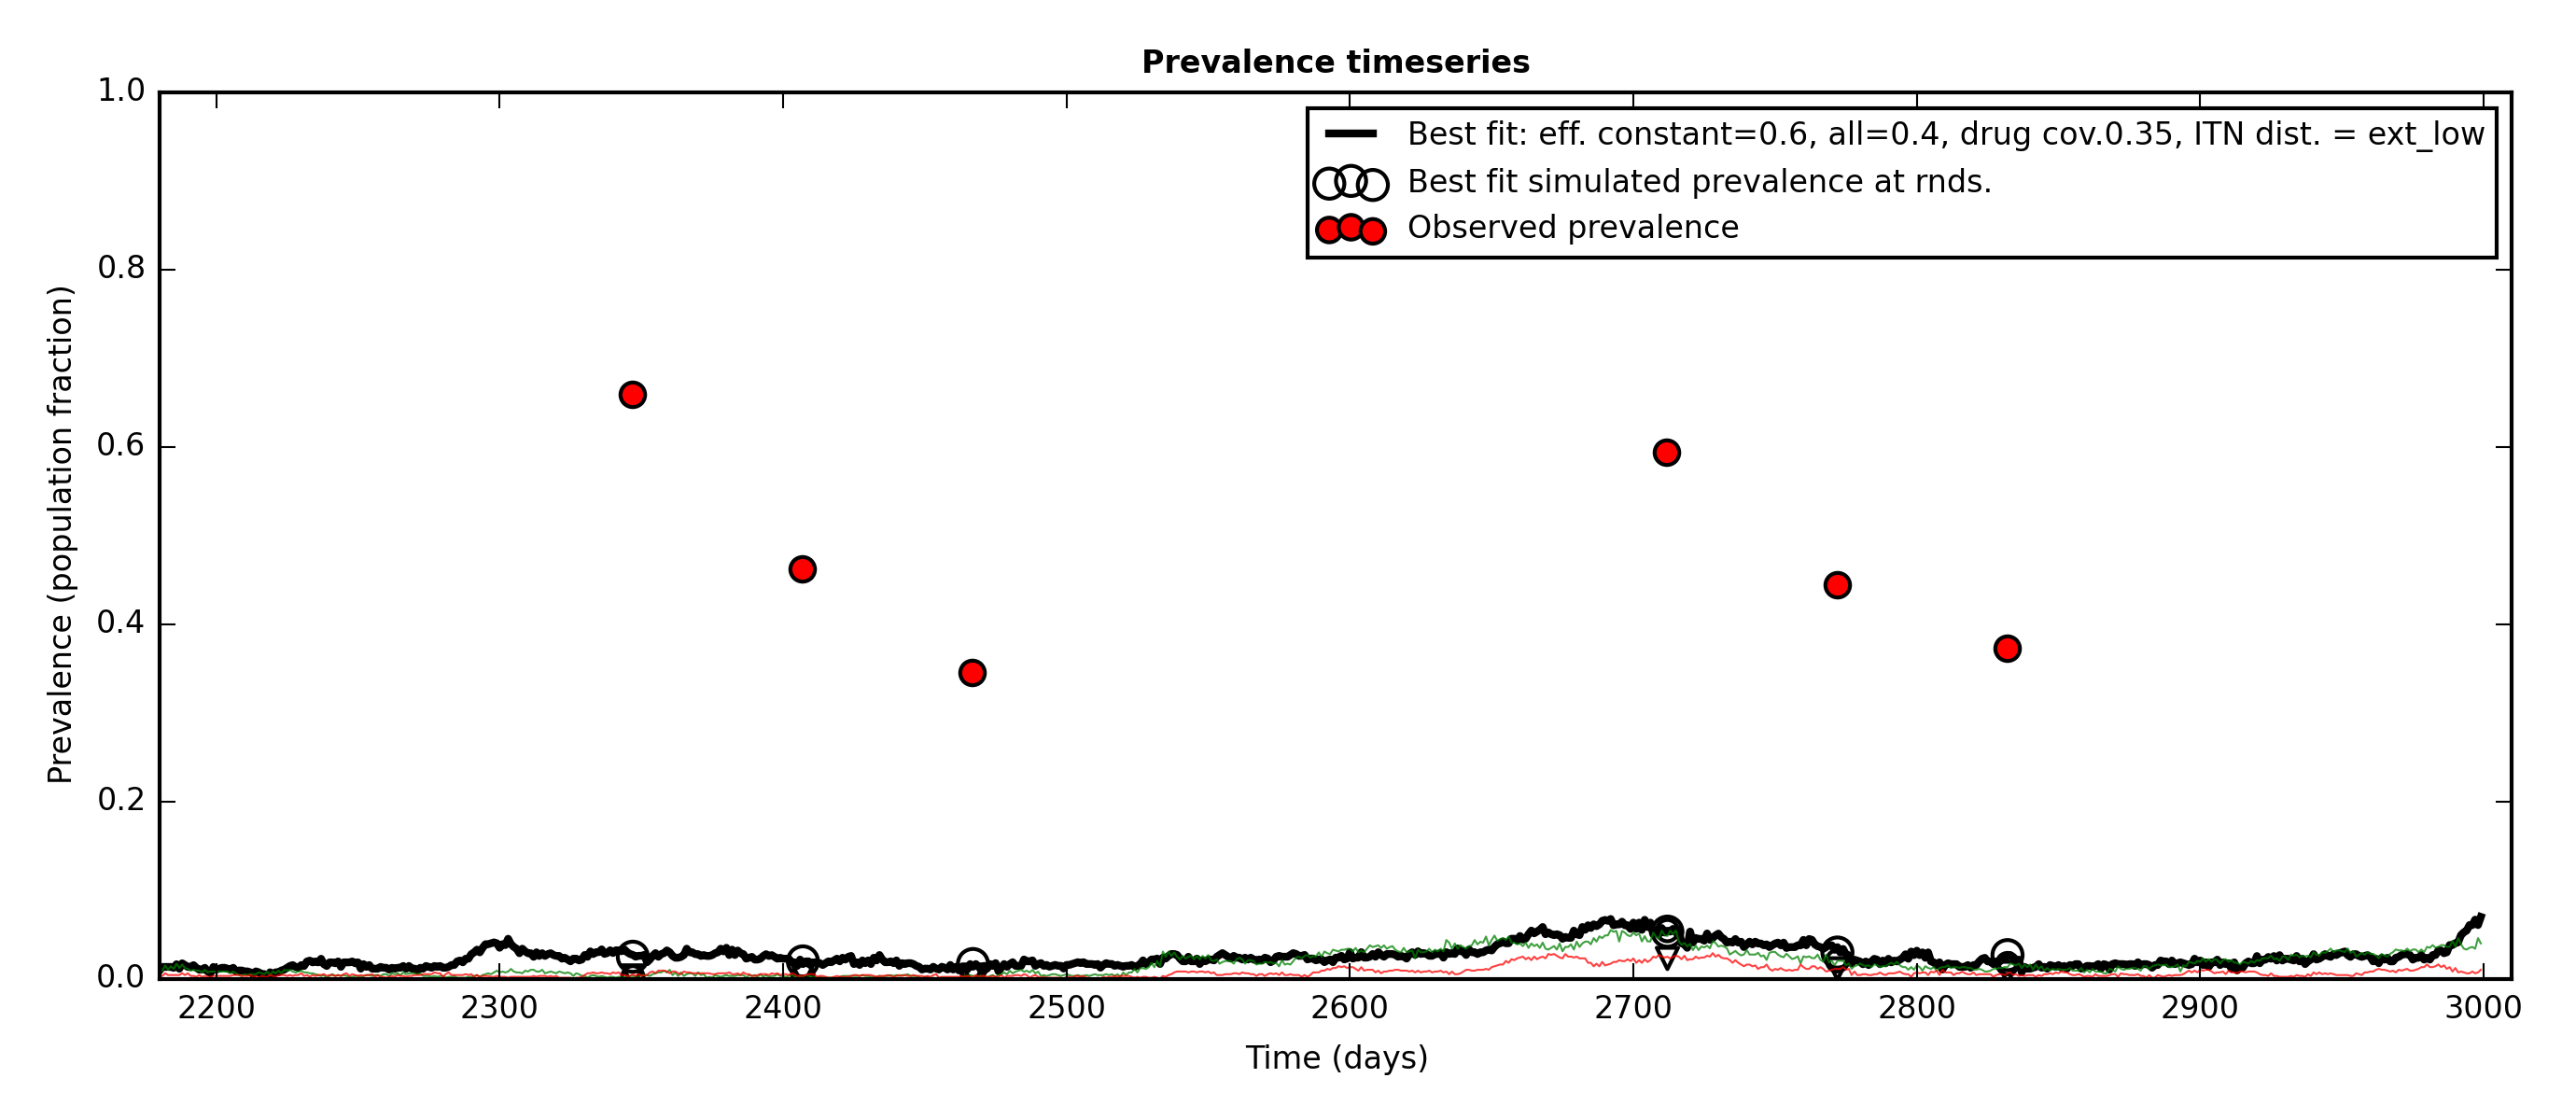 Prevalence timeseries
1.0
0.8
0.6
0.4
0.2
0.0
Prevalence (population fraction)
Best fit: eff. constant=0.6, all=0.4, drug cov.0.35, ITN dist. = ext_low
Best fit simulated prevalence at rnds.
Observed prevalence
2200 2300 2400 2500 2600 2700 2800 2900 3000
Time (days)